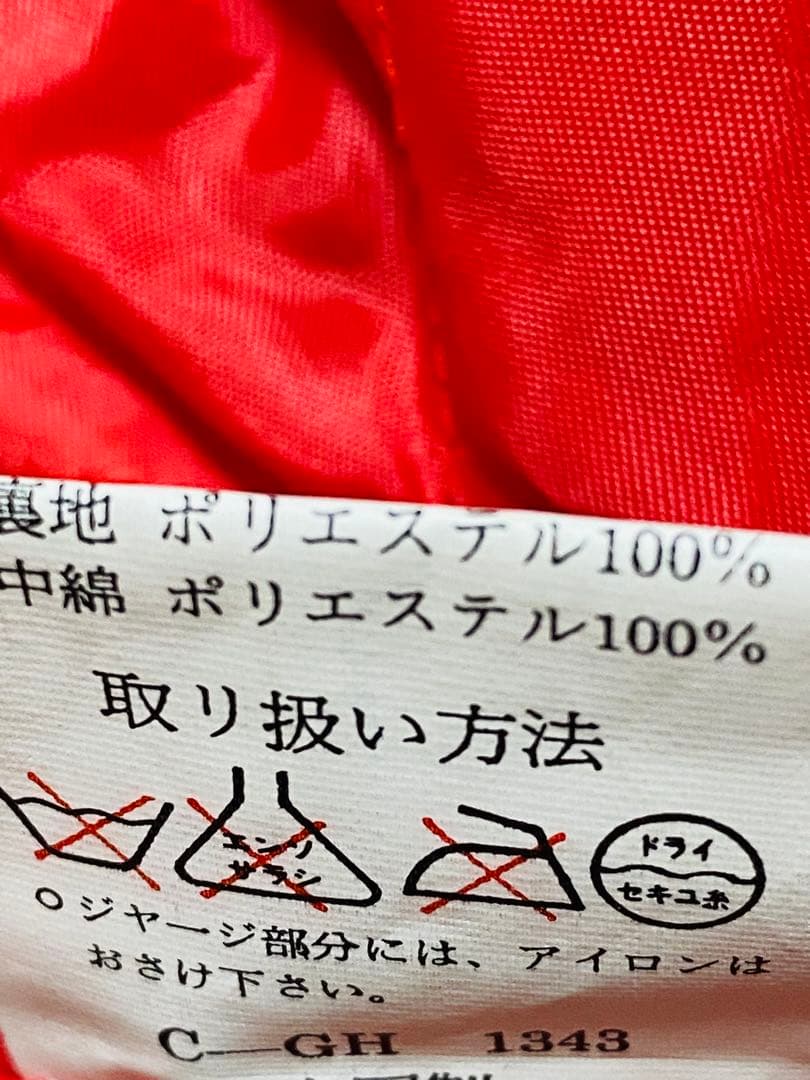 裏地 ポリエステル100%
中綿 ポリエステル100%
取り扱い方法
エンソ
サラシ
ドライ
セキユ系
○ジャージ部分には、アイロンは
おさけ下さい。
C—GH 1343